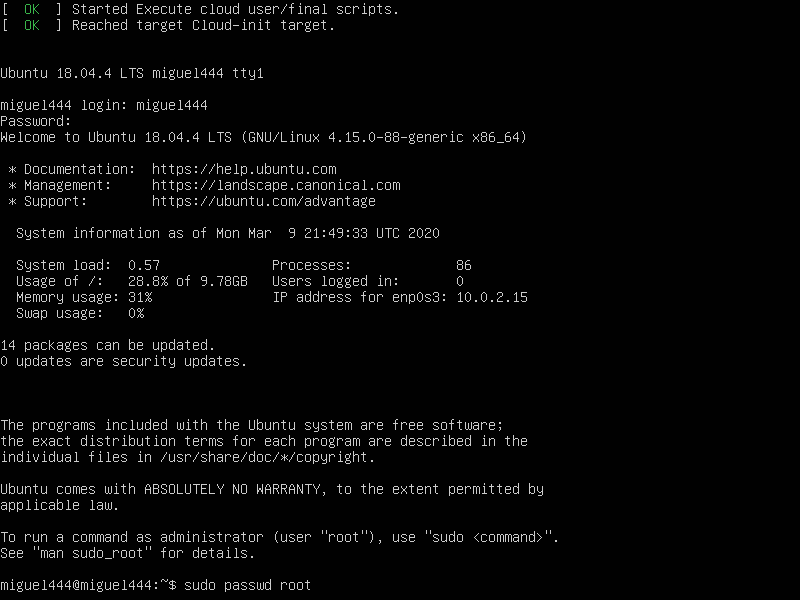 [  OK  ] Started Execute cloud user/final scripts.
[  OK  ] Reached target Cloud-init target.
Ubuntu 18.04.4 LTS miguel444 tty1
miguel444 login: miguel444
Password:
Welcome to Ubuntu 18.04.4 LTS (GNU/Linux 4.15.0-88-generic x86_64)
 * Documentation:  https://help.ubuntu.com
 * Management:     https://landscape.canonical.com
 * Support:        https://ubuntu.com/advantage
  System information as of Mon Mar  9 21:49:33 UTC 2020
  System load:  0.57              Processes:             86
  Usage of /:   28.8% of 9.78GB   Users logged in:       0
  Memory usage: 31%               IP address for enp0s3: 10.0.2.15
  Swap usage:   0%
14 packages can be updated.
0 updates are security updates.
The programs included with the Ubuntu system are free software;
the exact distribution terms for each program are described in the
individual files in /usr/share/doc/*/copyright.
Ubuntu comes with ABSOLUTELY NO WARRANTY, to the extent permitted by
applicable law.
To run a command as administrator (user "root"), use "sudo <command>".
See "man sudo_root" for details.
miguel444@miguel444:~$ sudo passwd root